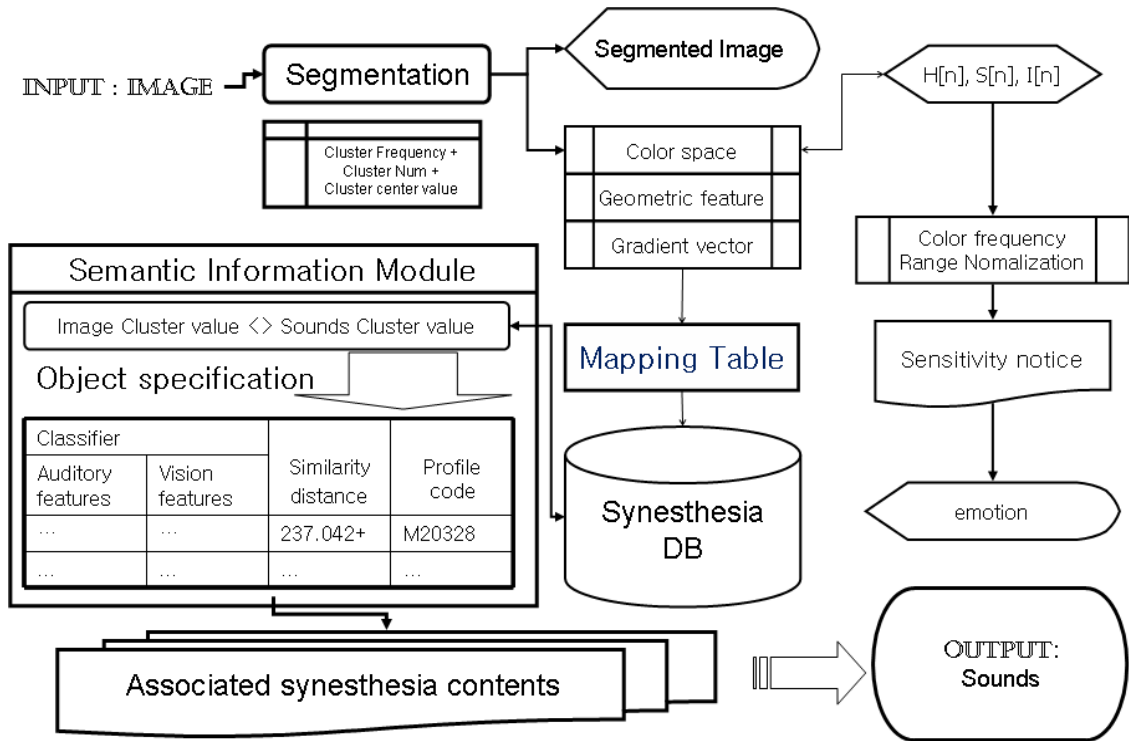 INPUT : IMAGE
Segmentation
Segmented Image
H[n], S[n], I[n]
Cluster Frequency +
Cluster Num +
Cluster center value
Color space
Geometric feature
Gradient vector
Color frequency
Range Nomalization
Semantic Information Module
Image Cluster value <> Sounds Cluster value
Object specification
Mapping Table
Sensitivity notice
Classifier
Auditory
features
Vision
features
Similarity
distance
Profile
code
... ... 237.042+ M20328
... ... ... ...
Synesthesia
DB
emotion
Associated synesthesia contents
OUTPUT:
Sounds